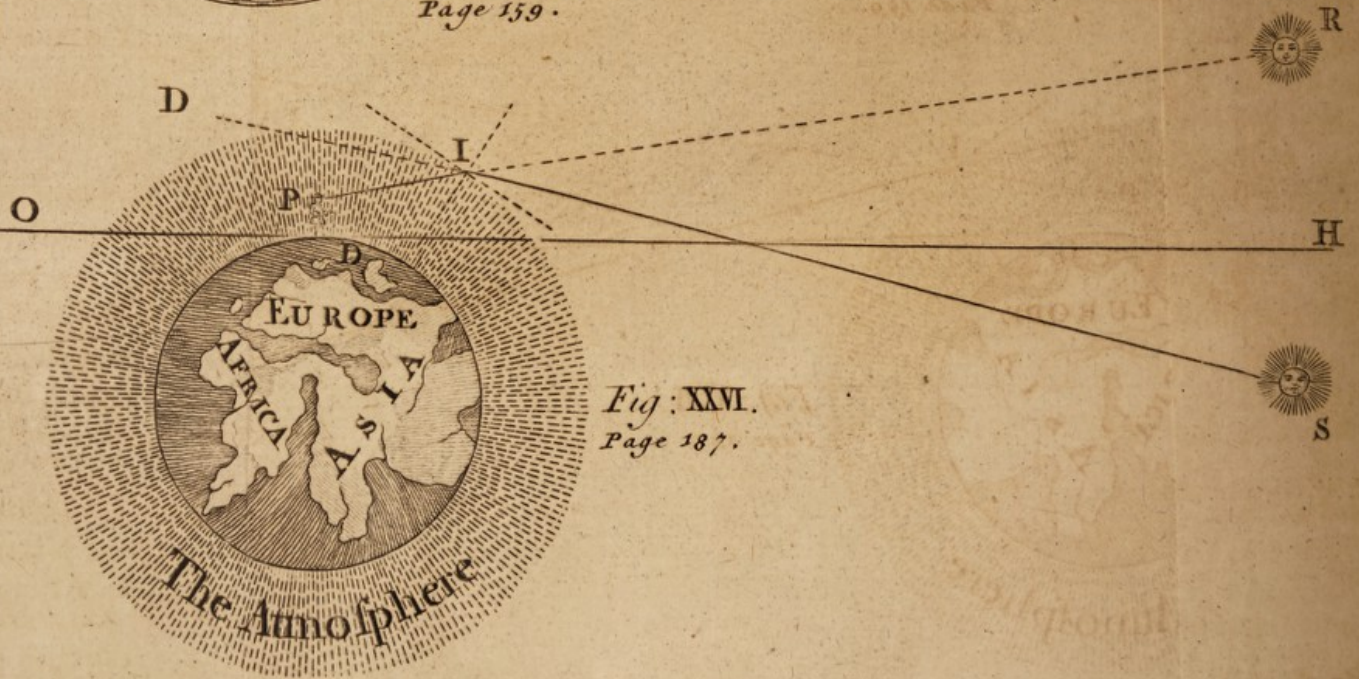 Page 159.
R
D
I
P
O
H
D
EUROPE
AFRICA
ASIA
Fig: XXVI.
Page 187.
S
The Atmoſphere